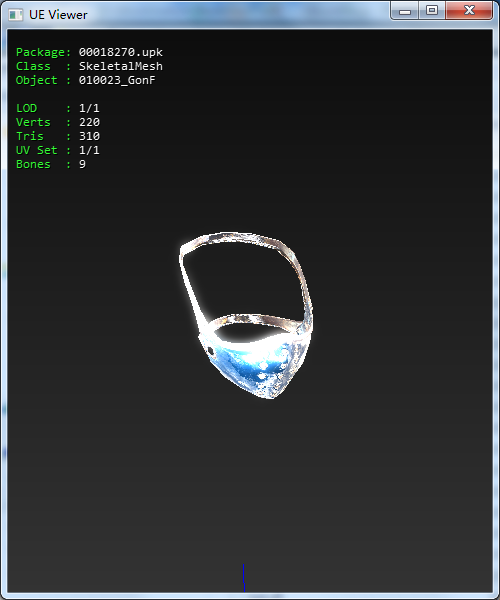 UE Viewer
Package: 00018270.upk
Class : SkeletalMesh
Object : 010023_GonF
LOD : 1/1
Verts : 220
Tris : 310
UV Set : 1/1
Bones : 9